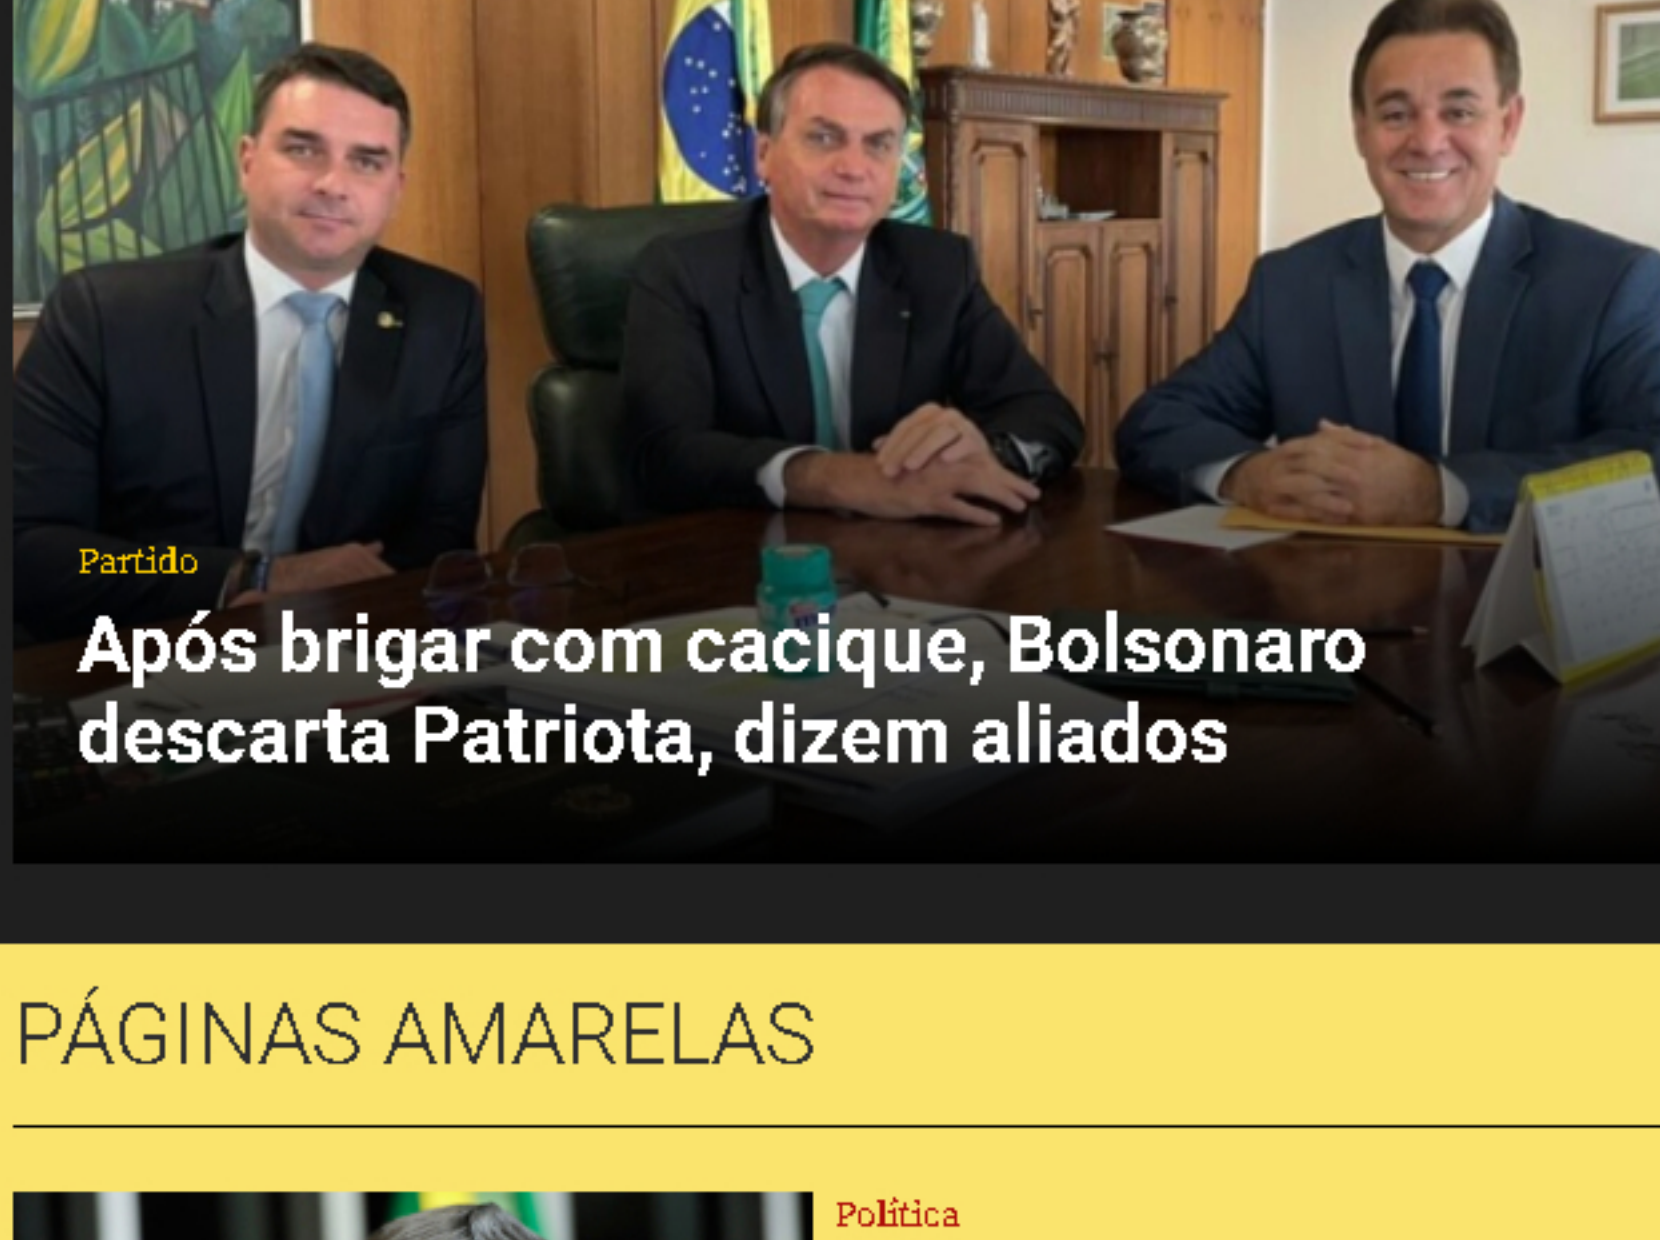 Partido
Após brigar com cacique, Bolsonaro
descarta Patriota, dizem aliados
PÁGINAS AMARELAS
Política